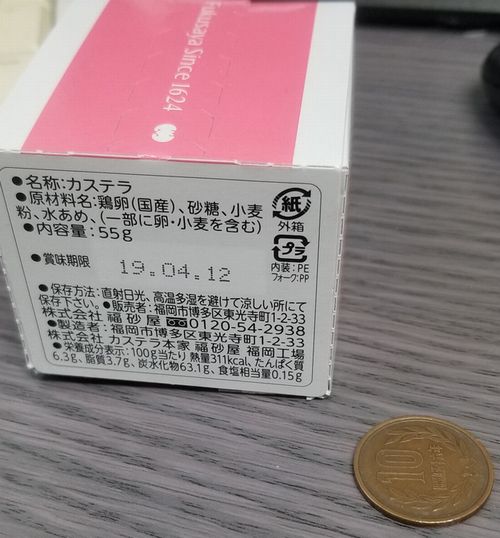 Fukusaya Since 1624
●名称:カステラ
●原材料名:鶏卵(国産)、砂糖、小麦
粉、水あめ、(一部に卵・小麦を含む)
●内容量:55g
紙
外箱
プラ
内装:PE
フォーク:PP
●賞味期限 19.04.12
●保存方法:直射日光、高温多湿を避けて涼しい所にて
保存下さい。●販売者:福岡市博多区東光寺町1-2-33
株式会社 福砂屋 0120-54-2938
●製造者:福岡市博多区東光寺町1-2-33
株式会社 カステラ本家 福砂屋 福岡工場
●栄養成分表示:100g当たり 熱量311kcal、たんぱく質
6.3g、脂質3.7g、炭水化物63.1g、食塩相当量0.15g
10